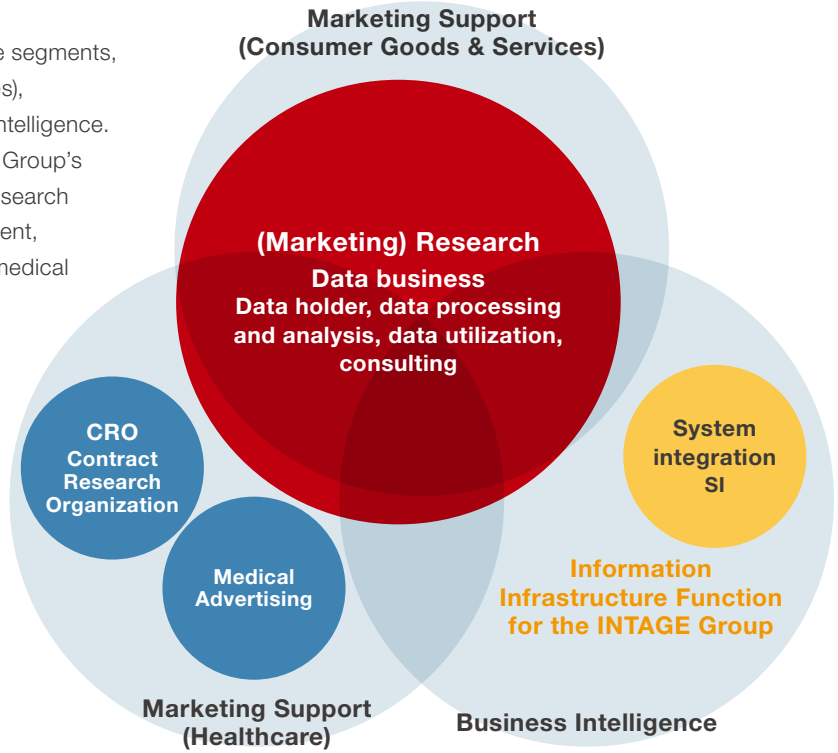 Marketing Support
(Consumer Goods & Services)
e segments,
es),
ntelligence.
Group's
search
ent,
medical
(Marketing) Research
Data business
Data holder, data processing
and analysis, data utilization,
consulting
CRO
Contract
Research
Organization
Medical
Advertising
System
integration
SI
Information
Infrastructure Function
for the INTAGE Group
Marketing Support
(Healthcare)
Business Intelligence